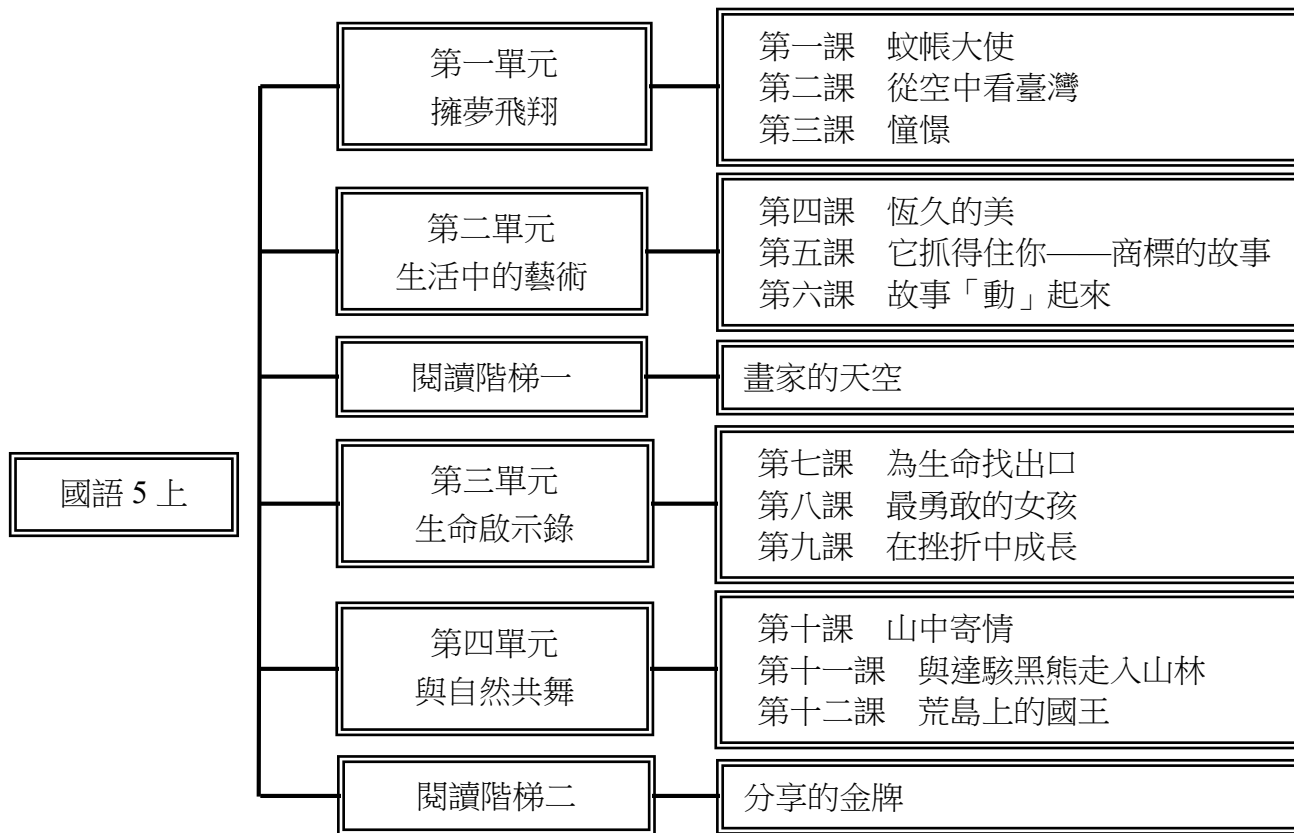 國語 5 上
第一單元
擁夢飛翔
第一課　蚊帳大使
第二課　從空中看臺灣
第三課　憧憬
第二單元
生活中的藝術
第四課　恆久的美
第五課　它抓得住你——商標的故事
第六課　故事「動」起來
閱讀階梯一
畫家的天空
第三單元
生命啟示錄
第七課　為生命找出口
第八課　最勇敢的女孩
第九課　在挫折中成長
第四單元
與自然共舞
第十課　山中寄情
第十一課　與達駭黑熊走入山林
第十二課　荒島上的國王
閱讀階梯二
分享的金牌